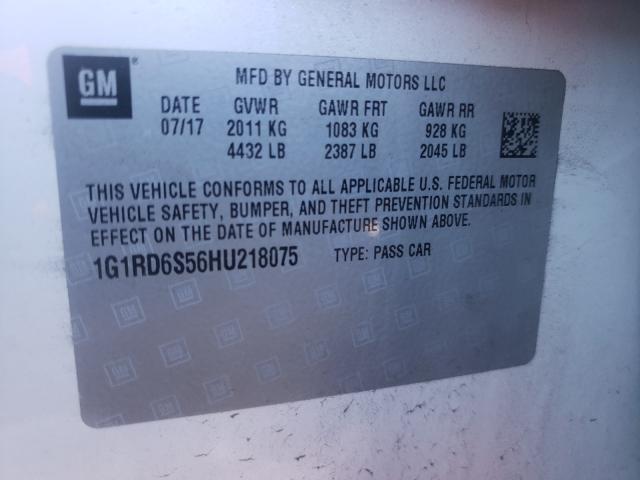 GM ®
MFD BY GENERAL MOTORS LLC
DATE GVWR GAWR FRT GAWR RR
07/17 2011 KG 1083 KG 928 KG
4432 LB 2387 LB 2045 LB
THIS VEHICLE CONFORMS TO ALL APPLICABLE U.S. FEDERAL MOTOR
VEHICLE SAFETY, BUMPER, AND THEFT PREVENTION STANDARDS IN
EFFECT ON THE DATE OF MANUFACTURE SHOWN ABOVE.
1G1RD6S56HU218075 TYPE: PASS CAR